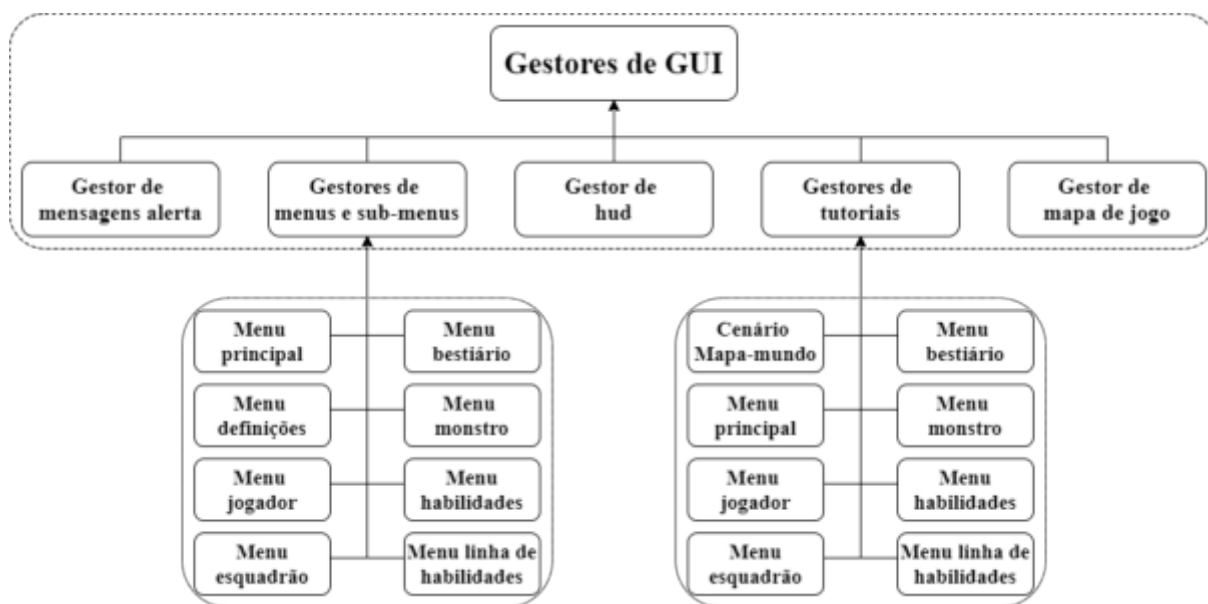 Gestores de GUI
Gestor de
mensagens alerta
Gestores de
menus e sub-menus
Gestor de
hud
Gestores de
tutoriais
Gestor de
mapa de jogo
Menu
principal
Menu
bestiário
Menu
definições
Menu
monstro
Menu
jogador
Menu
habilidades
Menu
esquadrão
Menu linha de
habilidades
Cenário
Mapa-mundo
Menu
bestiário
Menu
principal
Menu
monstro
Menu
jogador
Menu
habilidades
Menu
esquadrão
Menu linha de
habilidades